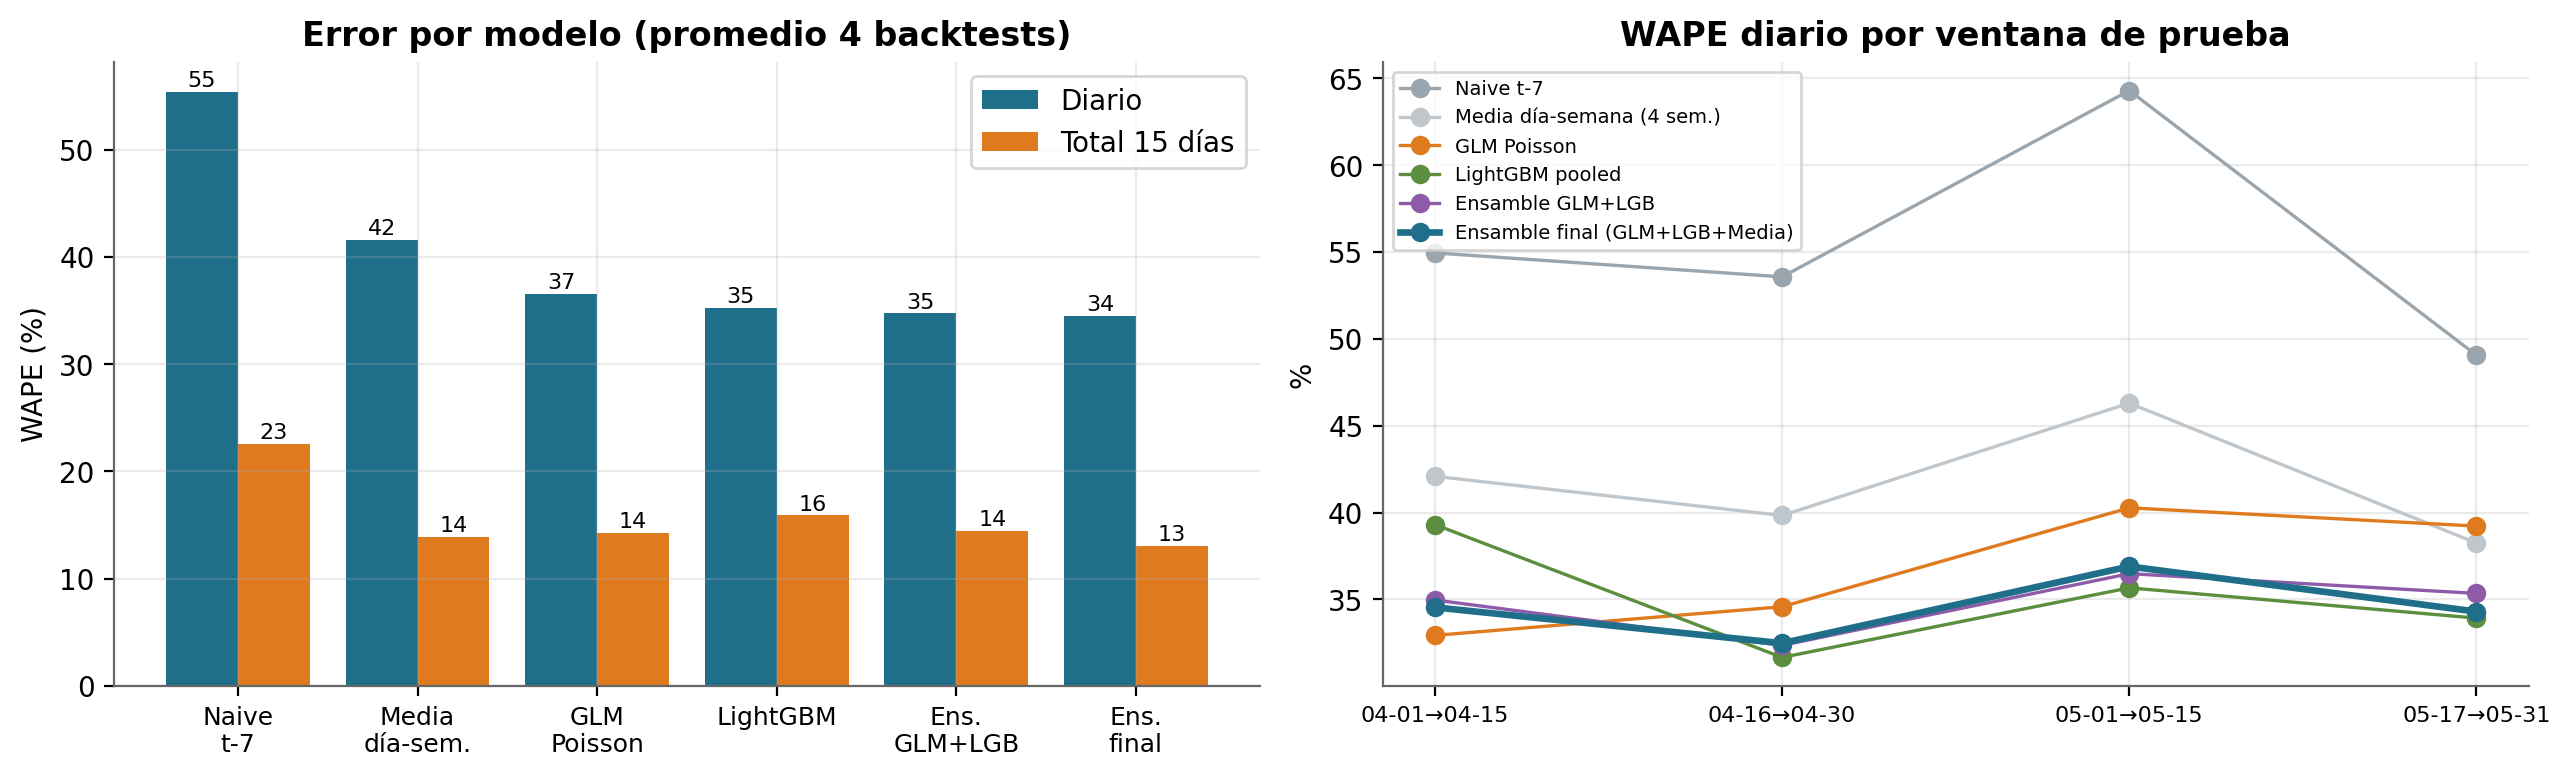 Error por modelo (promedio 4 backtests)
WAPE (%)
50
40
30
20
10
0
55
23
42
14
37
14
35
16
35
14
34
13
Diario
Total 15 días
Naive
t-7
Media
día-sem.
GLM
Poisson
LightGBM
Ens.
GLM+LGB
Ens.
final
WAPE diario por ventana de prueba
%
65
60
55
50
45
40
35
Naive t-7
Media día-semana (4 sem.)
GLM Poisson
LightGBM pooled
Ensamble GLM+LGB
Ensamble final (GLM+LGB+Media)
04-01→04-15
04-16→04-30
05-01→05-15
05-17→05-31